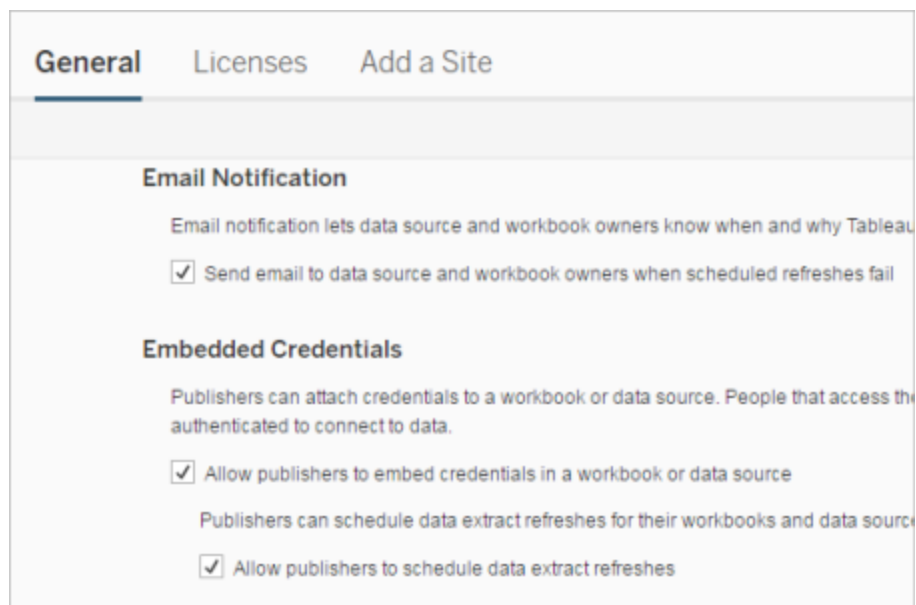 General Licenses Add a Site
Email Notification
Email notification lets data source and workbook owners know when and why Tableau
Send email to data source and workbook owners when scheduled refreshes fail
Embedded Credentials
Publishers can attach credentials to a workbook or data source. People that access the
authenticated to connect to data.
Allow publishers to embed credentials in a workbook or data source
Publishers can schedule data extract refreshes for their workbooks and data source
Allow publishers to schedule data extract refreshes